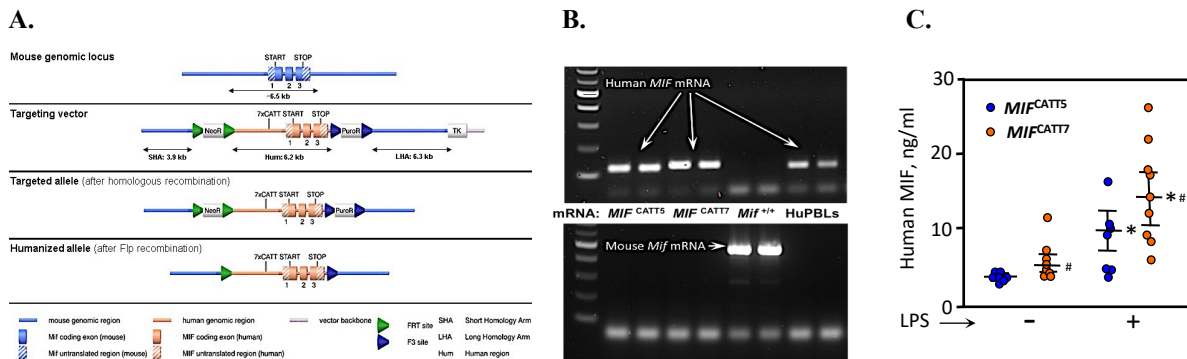 A.
Mouse genomic locus
START STOP
1 2 3
~6.5 kb
Targeting vector
7xCATT START STOP
NeoR 1 2 3 PuroR TK
SHA: 3.9 kb Hum: 6.2 kb LHA: 6.3 kb
Targeted allele (after homologous recombination)
7xCATT START STOP
NeoR 1 2 3 PuroR
Humanized allele (after Flp recombination)
7xCATT START STOP
1 2 3
mouse genomic region human genomic region vector backbone FRT site SHA Short Homology Arm
Mif coding exon (mouse) MIF coding exon (human) F3 site LHA Long Homology Arm
Mif untranslated region (mouse) MIF untranslated region (human) Hum Human region
B.
Human MIF mRNA
mRNA: MIF CATT5 MIF CATT7 Mif +/+ HuPBLs
Mouse Mif mRNA
C.
Human MIF, ng/ml
30
20
10
0
MIF CATT5
MIF CATT7
#
*
*#
LPS → - +